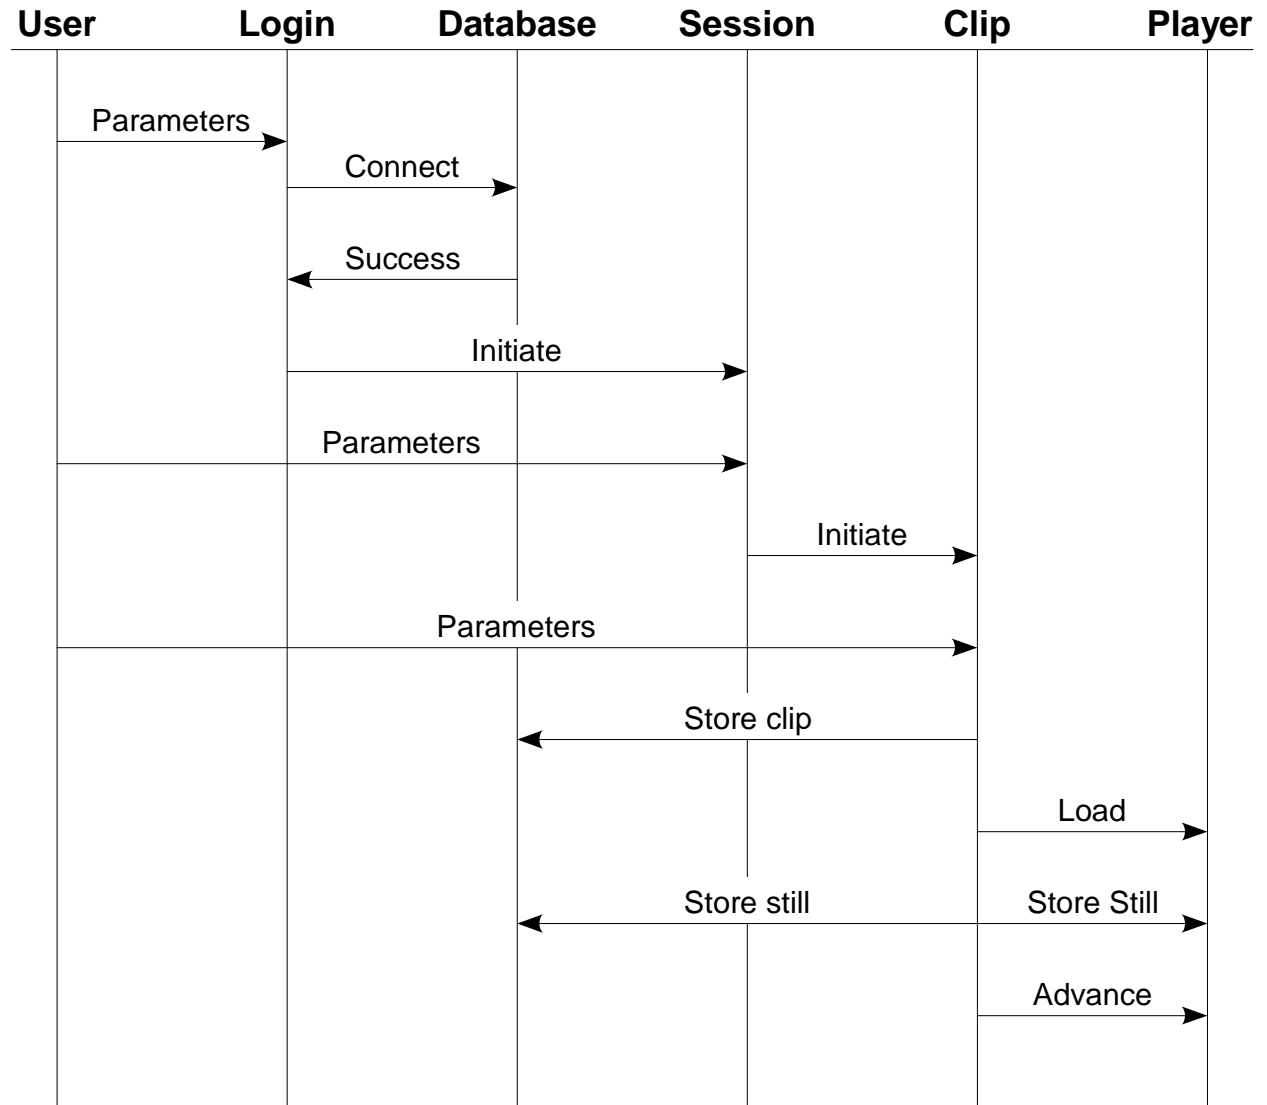 User Login Database Session Clip Player
Parameters
Connect
Success
Initiate
Parameters
Initiate
Parameters
Store clip
Load
Store still Store Still
Advance